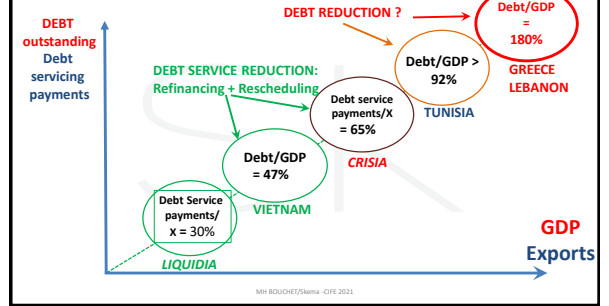 DEBT REDUCTION ?
Debt/GDP
=
180%
DEBT
outstanding
Debt
servicing
payments
Debt/GDP >
92%
GREECE
LEBANON
DEBT SERVICE REDUCTION:
Refinancing + Rescheduling
Debt service
payments/X
= 65%
TUNISIA
CRISIA
Debt/GDP
= 47%
VIETNAM
Debt Service
payments/
X = 30%
LIQUIDIA
GDP
Exports
MH BOUCHET/Skema -CIFE 2021